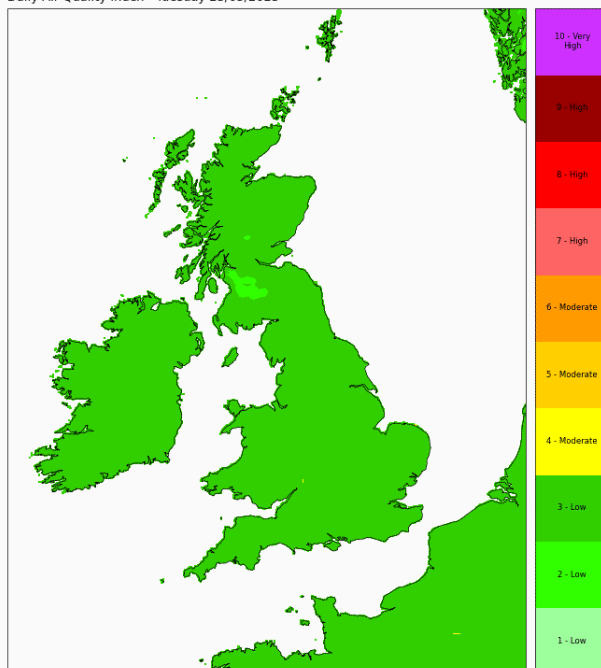 10 - Very
High
9 - High
8 - High
7 - High
6 - Moderate
5 - Moderate
4 - Moderate
3 - Low
2 - Low
1 - Low